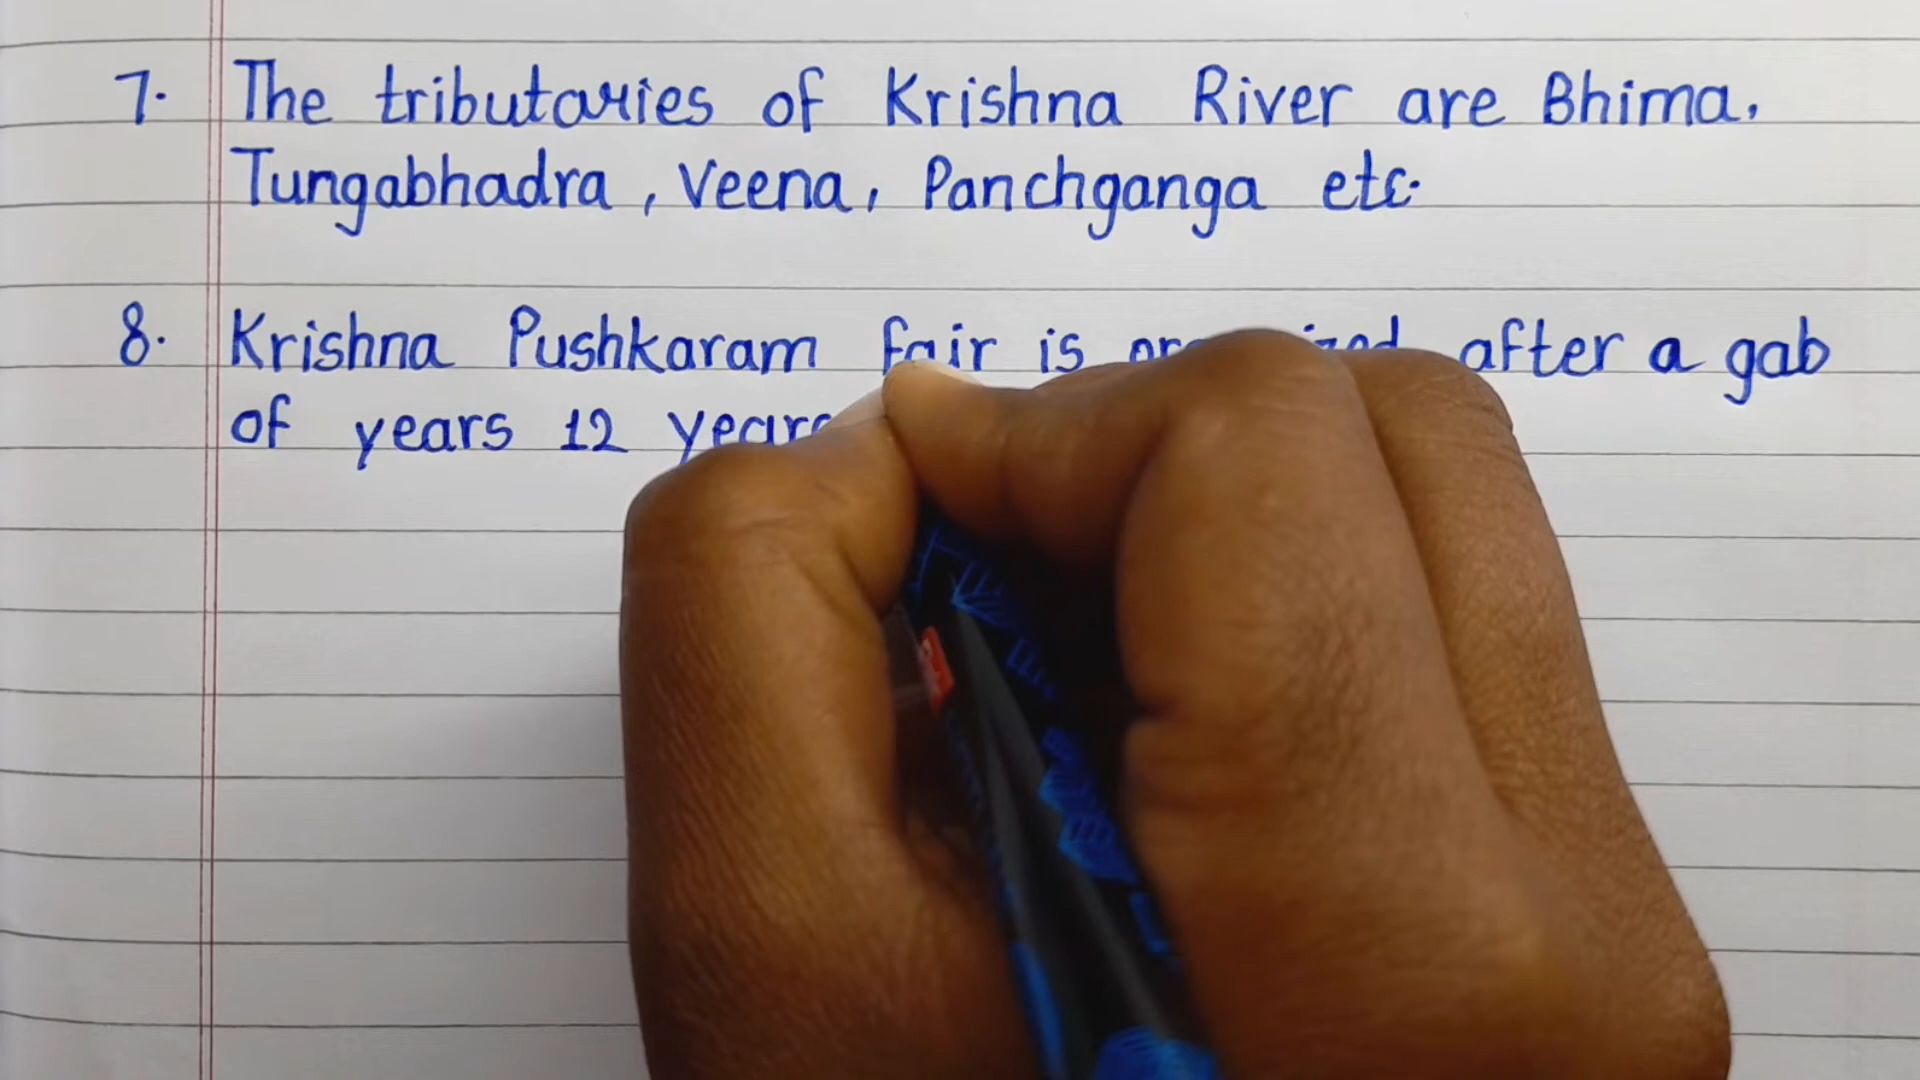 7. The tributaries of Krishna River are Bhima,
Tungabhadra, Veena, Panchganga etc.
8. Krishna Pushkaram fair is after a gab
of years 12 years